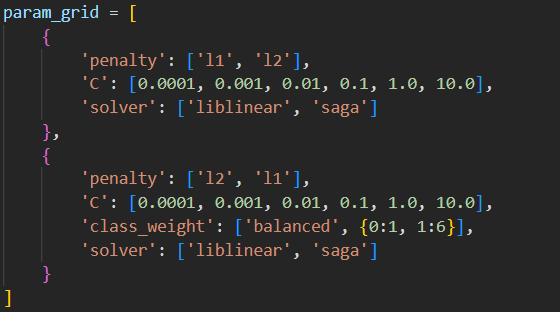 param_grid = [
    {
        'penalty': ['l1', 'l2'],
        'C': [0.0001, 0.001, 0.01, 0.1, 1.0, 10.0],
        'solver': ['liblinear', 'saga']
    },
    {
        'penalty': ['l2', 'l1'],
        'C': [0.0001, 0.001, 0.01, 0.1, 1.0, 10.0],
        'class_weight': ['balanced', {0:1, 1:6}],
        'solver': ['liblinear', 'saga']
    }
]